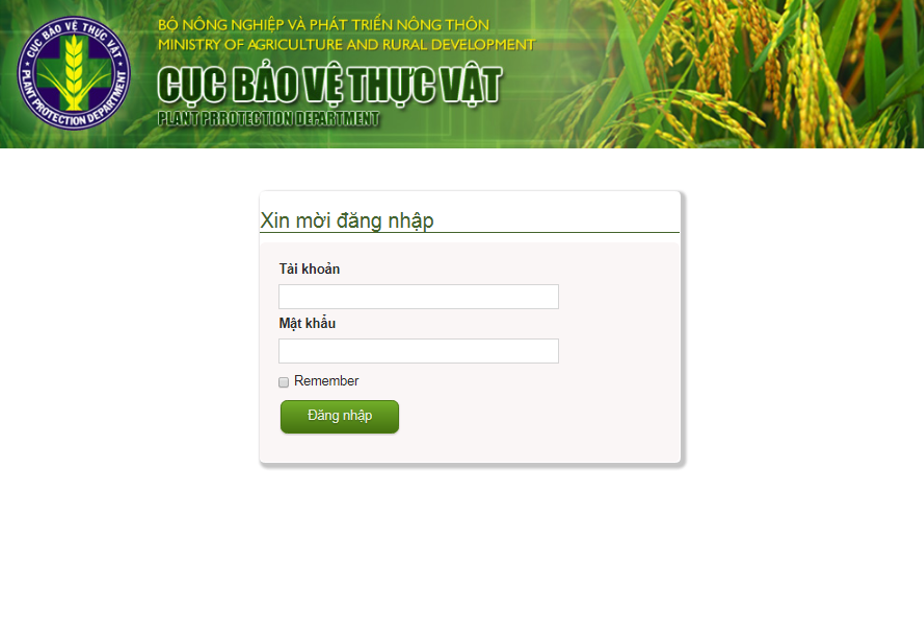 CỤC BẢO VỆ THỰC VẬT
PLANT PROTECTION DEPARTMENT
BỘ NÔNG NGHIỆP VÀ PHÁT TRIỂN NÔNG THÔN
MINISTRY OF AGRICULTURE AND RURAL DEVELOPMENT
CỤC BẢO VỆ THỰC VẬT
PLANT PRROTECTION DEPARTMENT
Xin mời đăng nhập
Tài khoản
Mật khẩu
Remember
Đăng nhập